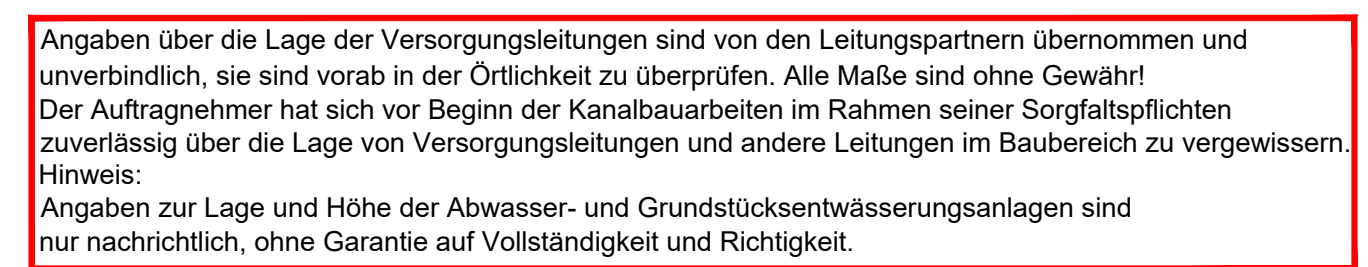 Angaben über die Lage der Versorgungsleitungen sind von den Leitungspartnern übernommen und
unverbindlich, sie sind vorab in der Örtlichkeit zu überprüfen. Alle Maße sind ohne Gewähr!
Der Auftragnehmer hat sich vor Beginn der Kanalbauarbeiten im Rahmen seiner Sorgfaltspflichten
zuverlässig über die Lage von Versorgungsleitungen und andere Leitungen im Baubereich zu vergewissern.
Hinweis:
Angaben zur Lage und Höhe der Abwasser- und Grundstücksentwässerungsanlagen sind
nur nachrichtlich, ohne Garantie auf Vollständigkeit und Richtigkeit.